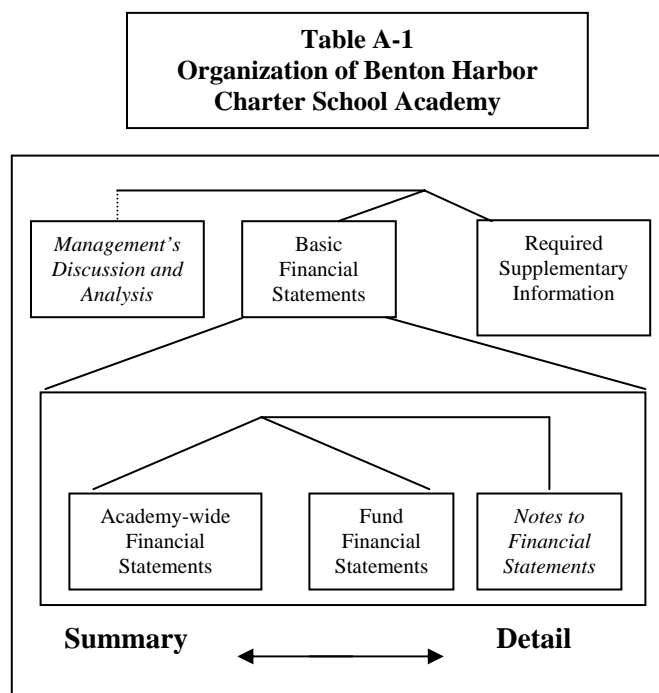 Table A-1
Organization of Benton Harbor
Charter School Academy
Management’s
Discussion and
Analysis
Basic
Financial
Statements
Required
Supplementary
Information
Academy-wide
Financial
Statements
Fund
Financial
Statements
Notes to
Financial
Statements
Summary
Detail